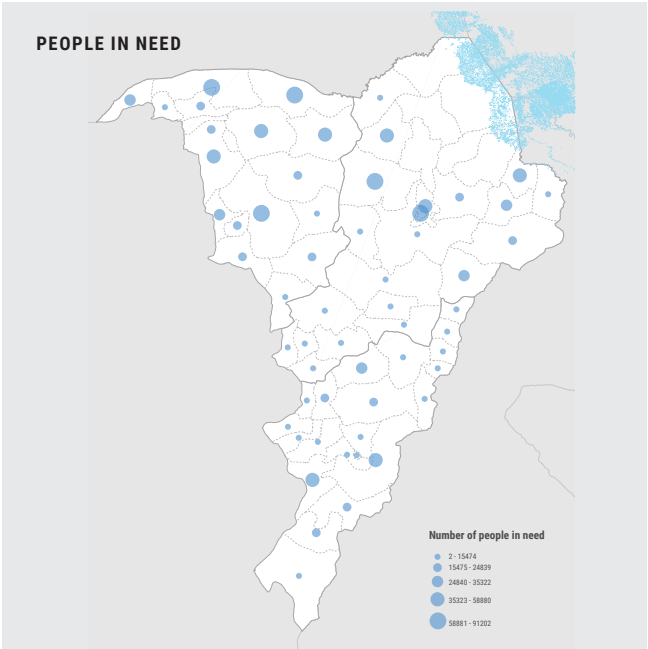 PEOPLE IN NEED
Number of people in need
2 - 15474
15475 - 24839
24840 - 35322
35323 - 58880
58881 - 91202